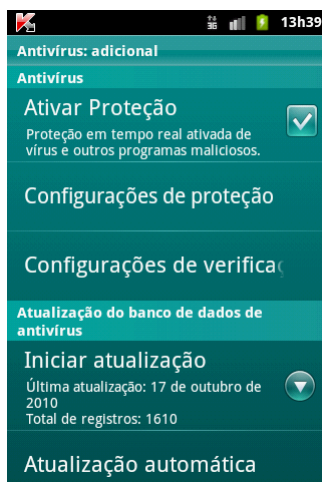 13h39
Antivírus: adicional
Antivírus
Ativar Proteção
Proteção em tempo real ativada de
vírus e outros programas maliciosos.
Configurações de proteção
Configurações de verificaç
Atualização do banco de dados de
antivírus
Iniciar atualização
Última atualização: 17 de outubro de
2010
Total de registros: 1610
Atualização automática